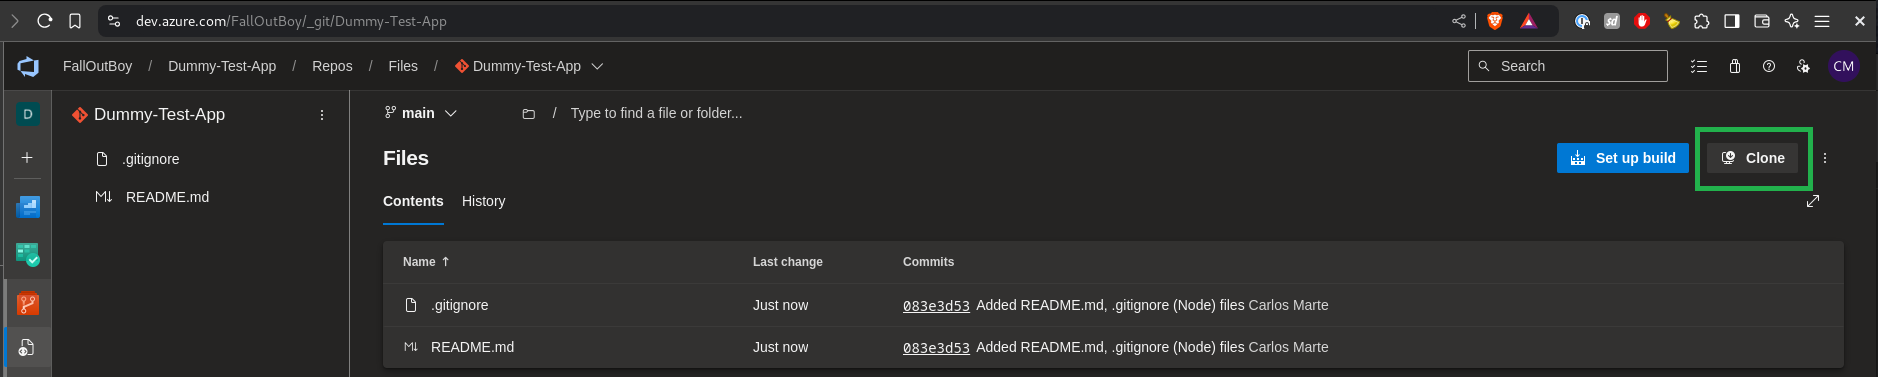 dev.azure.com/FallOutBoy/_git/Dummy-Test-App
FallOutBoy / Dummy-Test-App / Repos / Files / Dummy-Test-App
Search
CM
D
Dummy-Test-App
.gitignore
README.md
main
/ Type to find a file or folder...
Files
Set up build
Clone
Contents History
Name ↑ Last change Commits
.gitignore Just now 083e3d53 Added README.md, .gitignore (Node) files Carlos Marte
README.md Just now 083e3d53 Added README.md, .gitignore (Node) files Carlos Marte